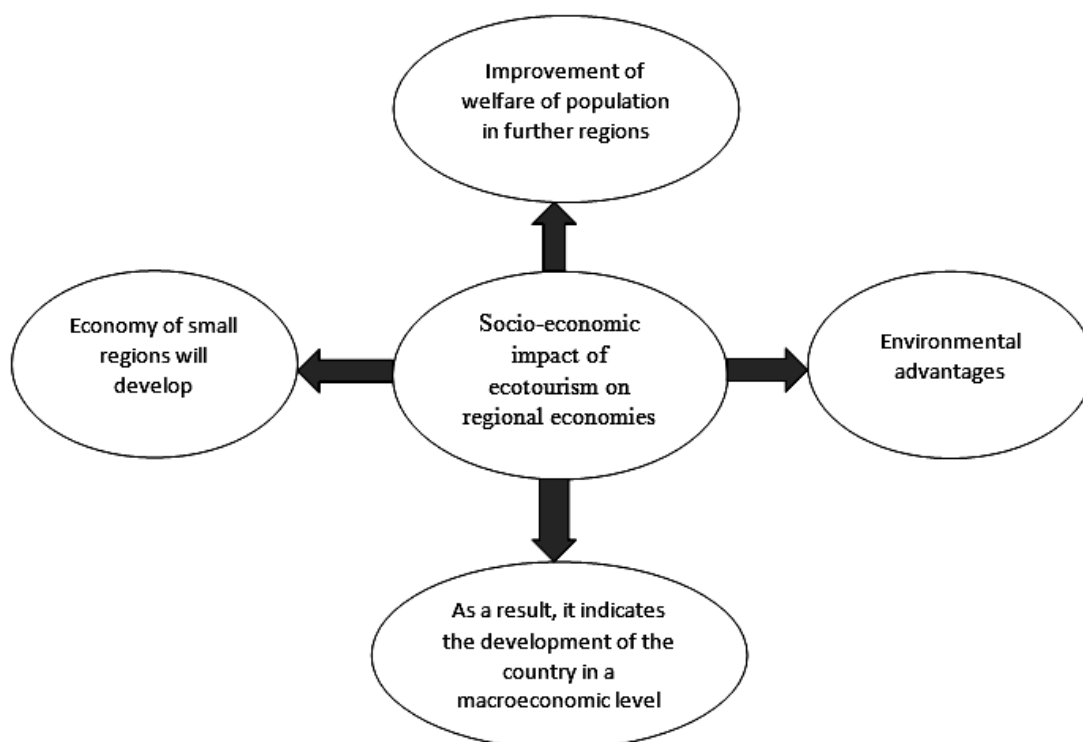 Improvement of
welfare of population
in further regions
Economy of small
regions will
develop
Socio-economic
impact of
ecotourism on
regional economies
Environmental
advantages
As a result, it indicates
the development of the
country in a
macroeconomic level